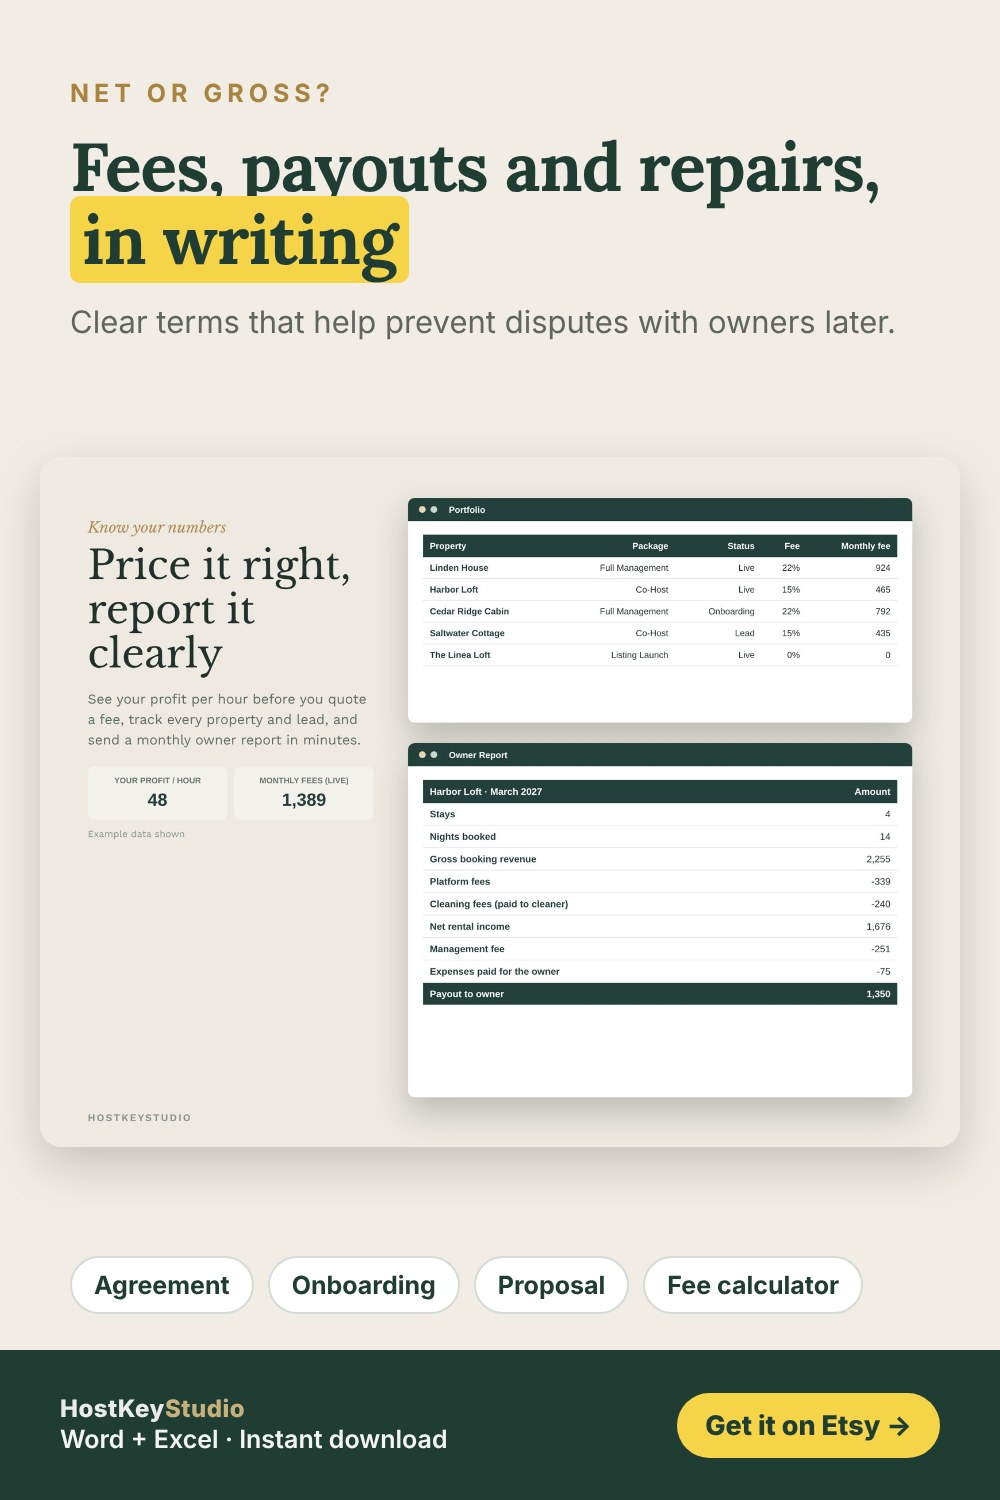 NET OR GROSS?
Fees, payouts and repairs,
in writing
Clear terms that help prevent disputes with owners later.
Know your numbers
Price it right,
report it
clearly
See your profit per hour before you quote
a fee, track every property and lead, and
send a monthly owner report in minutes.
YOUR PROFIT / HOUR MONTHLY FEES (LIVE)
48 1,389
Example data shown
HOSTKEYSTUDIO
Portfolio
Property Package Status Fee Monthly fee
Linden House Full Management Live 22% 924
Harbor Loft Co-Host Live 15% 465
Cedar Ridge Cabin Full Management Onboarding 22% 792
Saltwater Cottage Co-Host Lead 15% 435
The Linea Loft Listing Launch Live 0% 0
Owner Report
Harbor Loft · March 2027 Amount
Stays 4
Nights booked 14
Gross booking revenue 2,255
Platform fees -339
Cleaning fees (paid to cleaner) -240
Net rental income 1,676
Management fee -251
Expenses paid for the owner -75
Payout to owner 1,350
Agreement Onboarding Proposal Fee calculator
HostKeyStudio
Word + Excel · Instant download
Get it on Etsy →